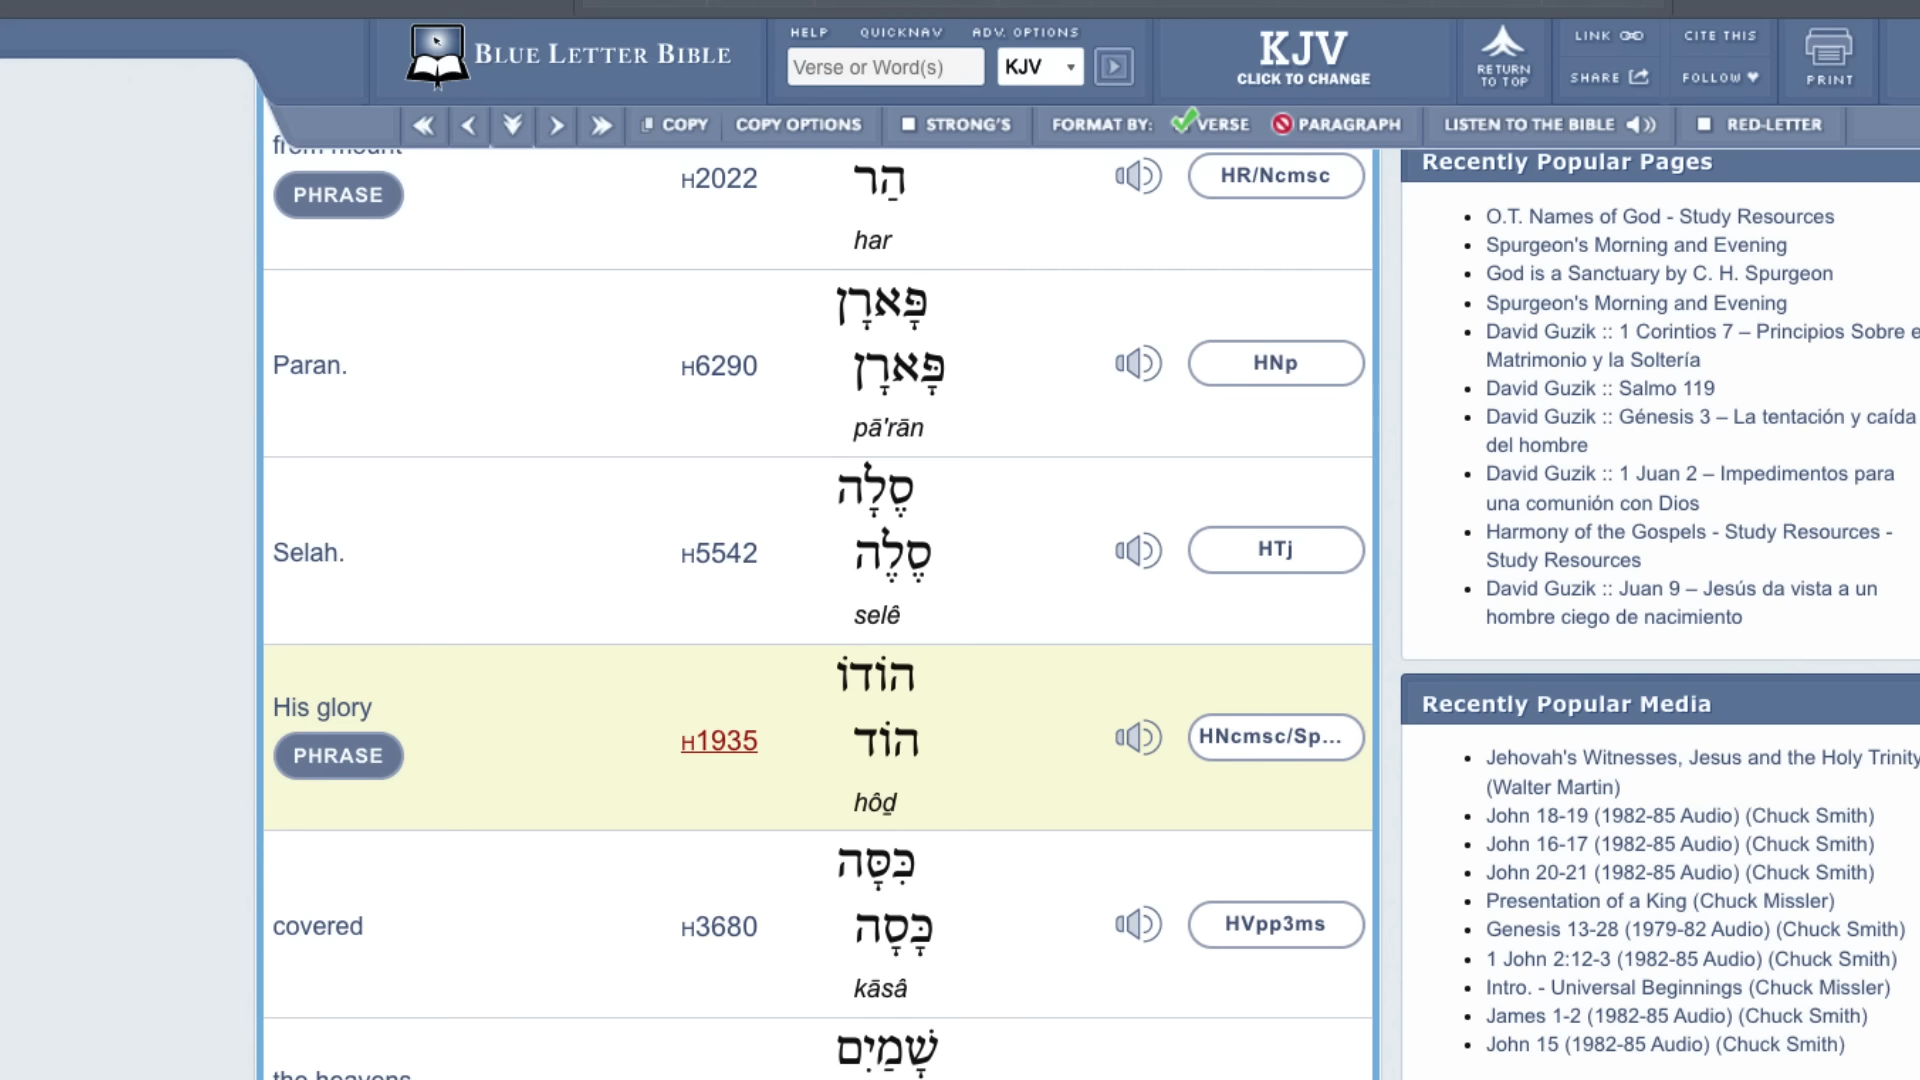 BLUE LETTER BIBLE
HELP QUICKNAV ADV. OPTIONS
Verse or Word(s)
KJV
KJV
CLICK TO CHANGE
RETURN
TO TOP
LINK
SHARE
CITE THIS
FOLLOW
PRINT
COPY
COPY OPTIONS
STRONG'S
FORMAT BY:
VERSE
PARAGRAPH
LISTEN TO THE BIBLE
RED-LETTER
from mount
PHRASE
H2022
הַר
har
HR/Ncmsc
Paran.
H6290
פָּארָן
פָּארָן
pā'rān
HNp
Selah.
H5542
סֶלָה
סֶלֶה
selê
HTj
His glory
PHRASE
H1935
הוֹדוֹ
הוֹד
hôḏ
HNcmsc/Sp...
covered
H3680
כִּסָּה
כָּסָה
kāsâ
HVpp3ms
the heavens
שָׁמַיִם
Recently Popular Pages
O.T. Names of God - Study Resources
Spurgeon's Morning and Evening
God is a Sanctuary by C. H. Spurgeon
Spurgeon's Morning and Evening
David Guzik :: 1 Corintios 7 – Principios Sobre e
Matrimonio y la Soltería
David Guzik :: Salmo 119
David Guzik :: Génesis 3 – La tentación y caída
del hombre
David Guzik :: 1 Juan 2 – Impedimentos para
una comunión con Dios
Harmony of the Gospels - Study Resources -
Study Resources
David Guzik :: Juan 9 – Jesús da vista a un
hombre ciego de nacimiento
Recently Popular Media
Jehovah's Witnesses, Jesus and the Holy Trinity
(Walter Martin)
John 18-19 (1982-85 Audio) (Chuck Smith)
John 16-17 (1982-85 Audio) (Chuck Smith)
John 20-21 (1982-85 Audio) (Chuck Smith)
Presentation of a King (Chuck Missler)
Genesis 13-28 (1979-82 Audio) (Chuck Smith)
1 John 2:12-3 (1982-85 Audio) (Chuck Smith)
Intro. - Universal Beginnings (Chuck Missler)
James 1-2 (1982-85 Audio) (Chuck Smith)
John 15 (1982-85 Audio) (Chuck Smith)